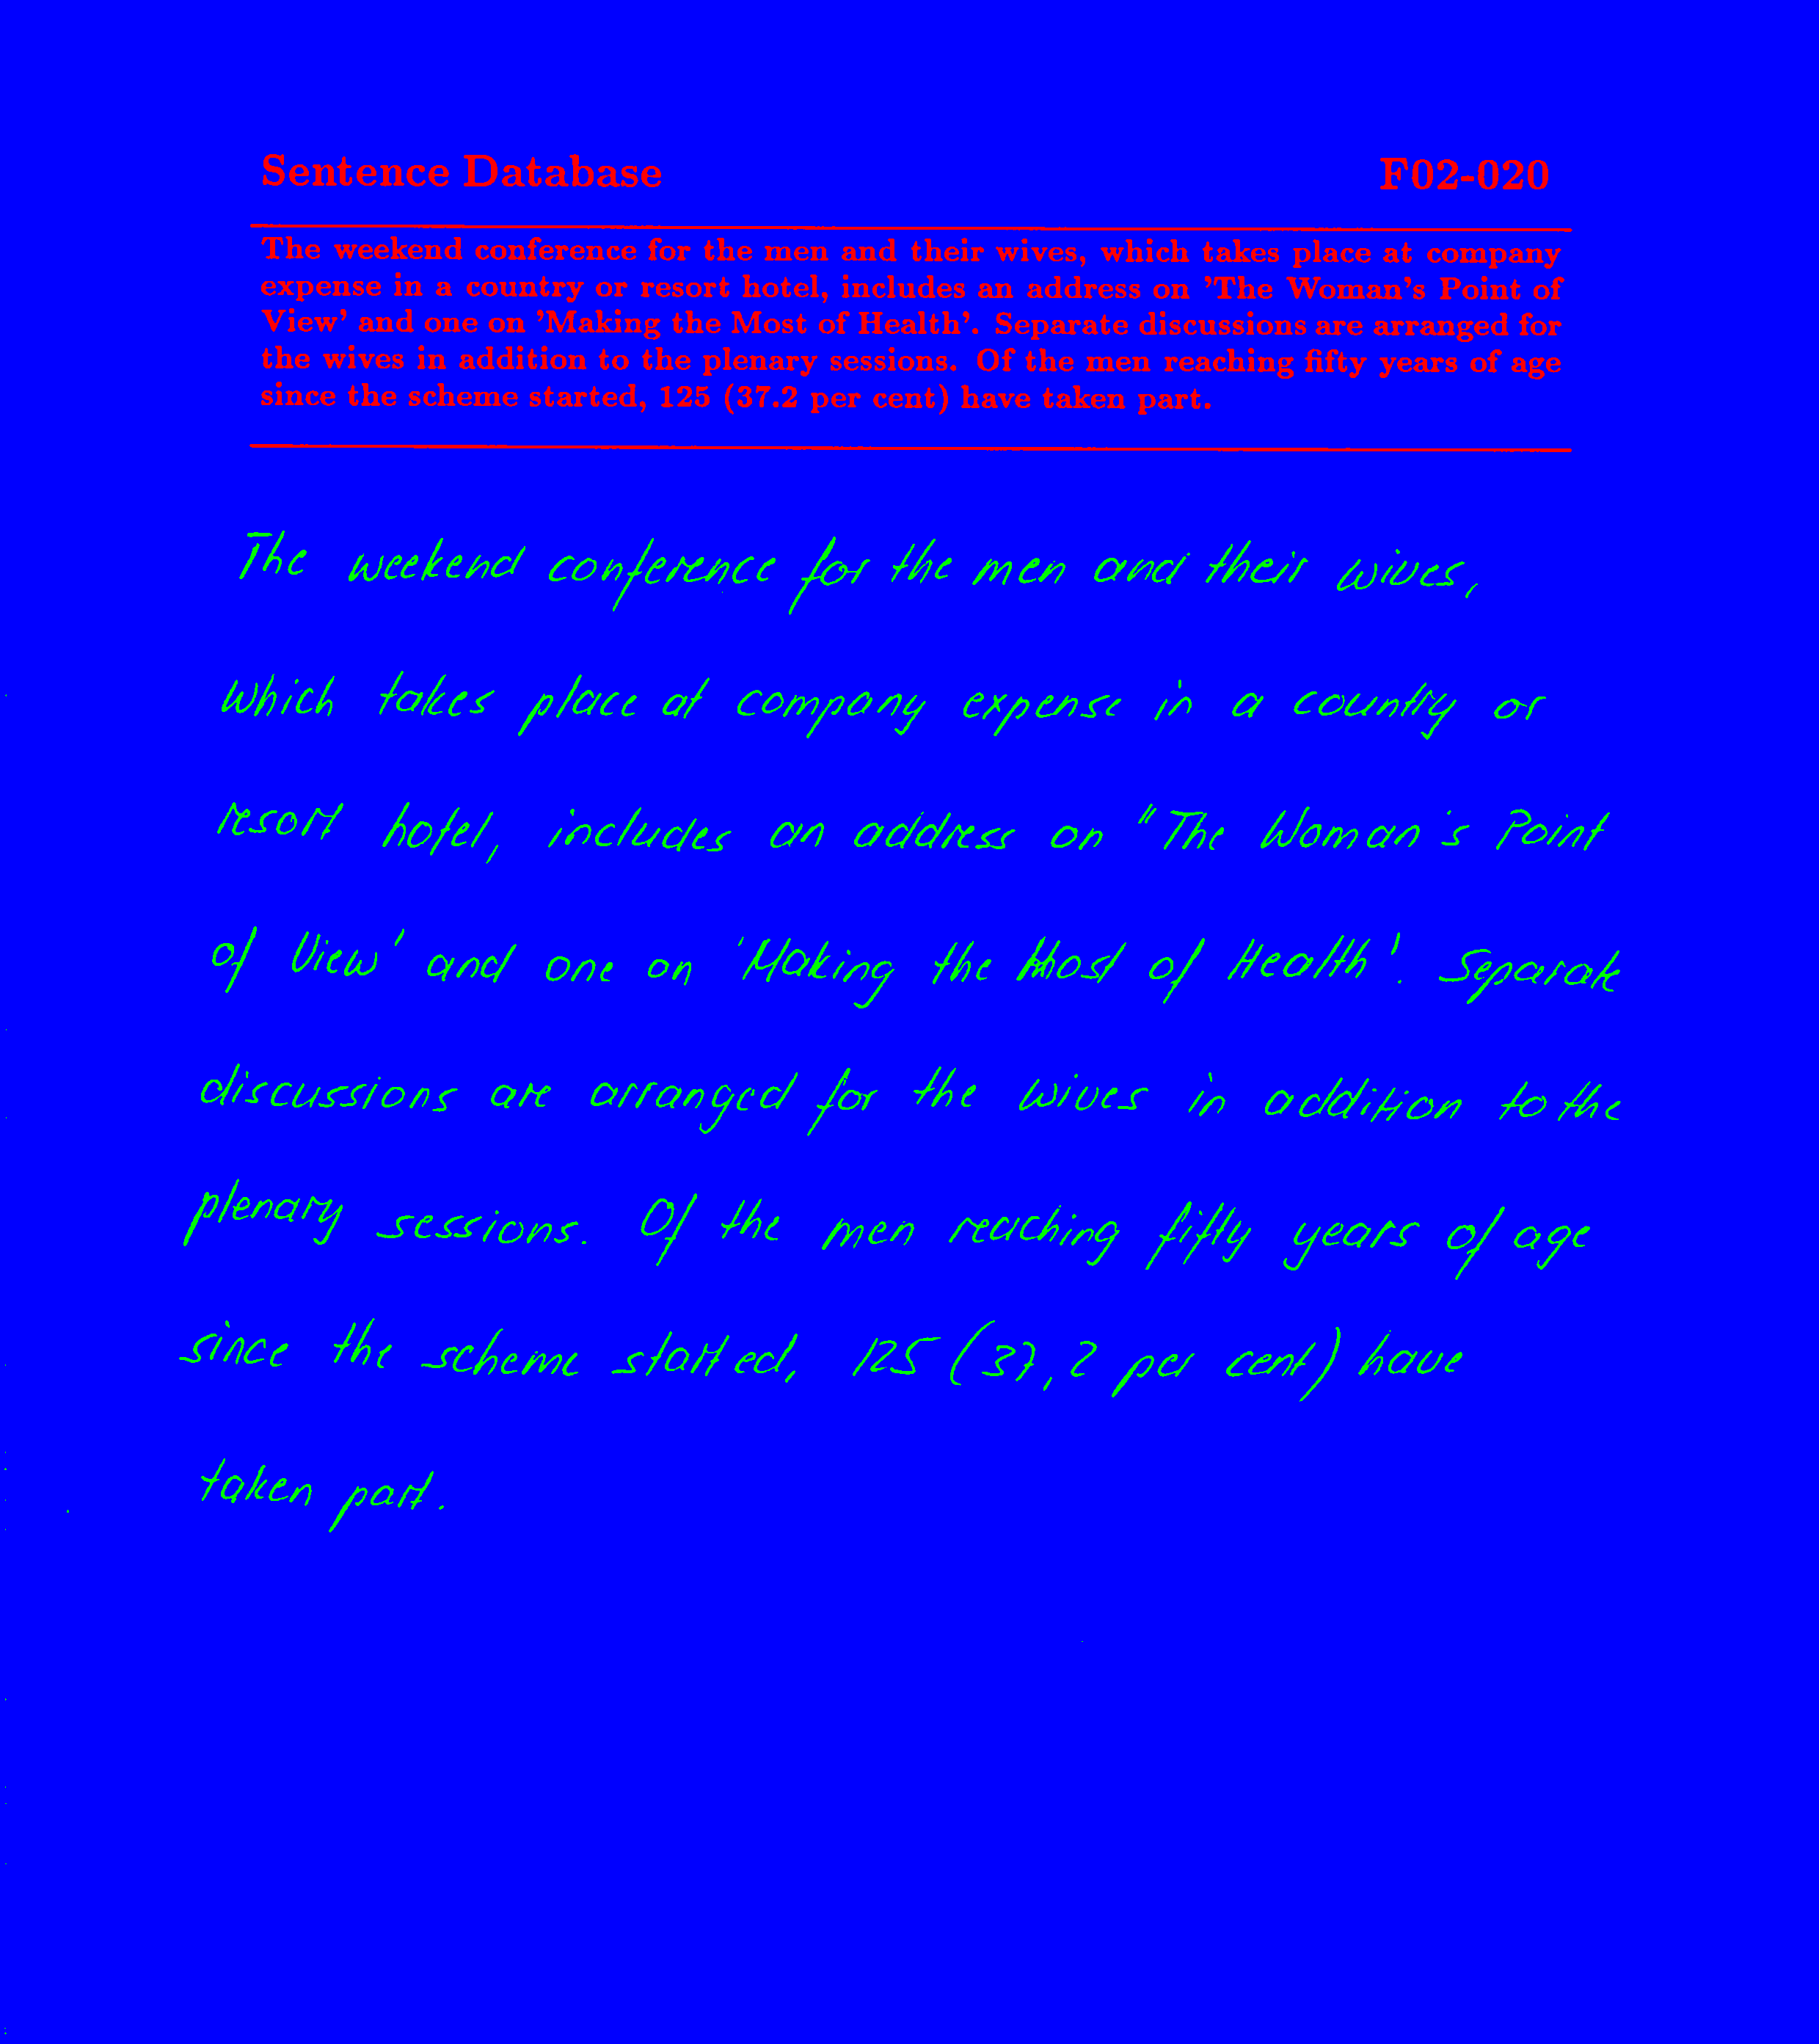 Sentence Database F02-020
The weekend conference for the men and their wives, which takes place at company
expense in a country or resort hotel, includes an address on 'The Woman's Point of
View' and one on 'Making the Most of Health'. Separate discussions are arranged for
the wives in addition to the plenary sessions. Of the men reaching fifty years of age
since the scheme started, 125 (37.2 per cent) have taken part.
The weekend conference for the men and their wives,
which takes place at company expense in a country or
resort hotel, includes an address on "The Woman's Point
of View' and one on 'Making the Most of Health'. Separate
discussions are arranged for the wives in addition to the
plenary sessions. Of the men reaching fifty years of age
since the scheme started, 125 (37,2 per cent) have
taken part.